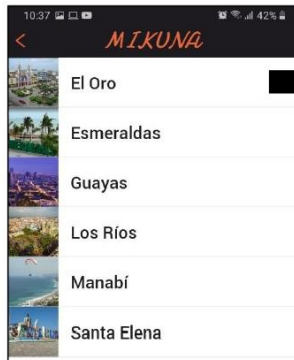 10:37 42%
< MIKUNA
El Oro
Esmeraldas
Guayas
Los Ríos
Manabí
Santa Elena